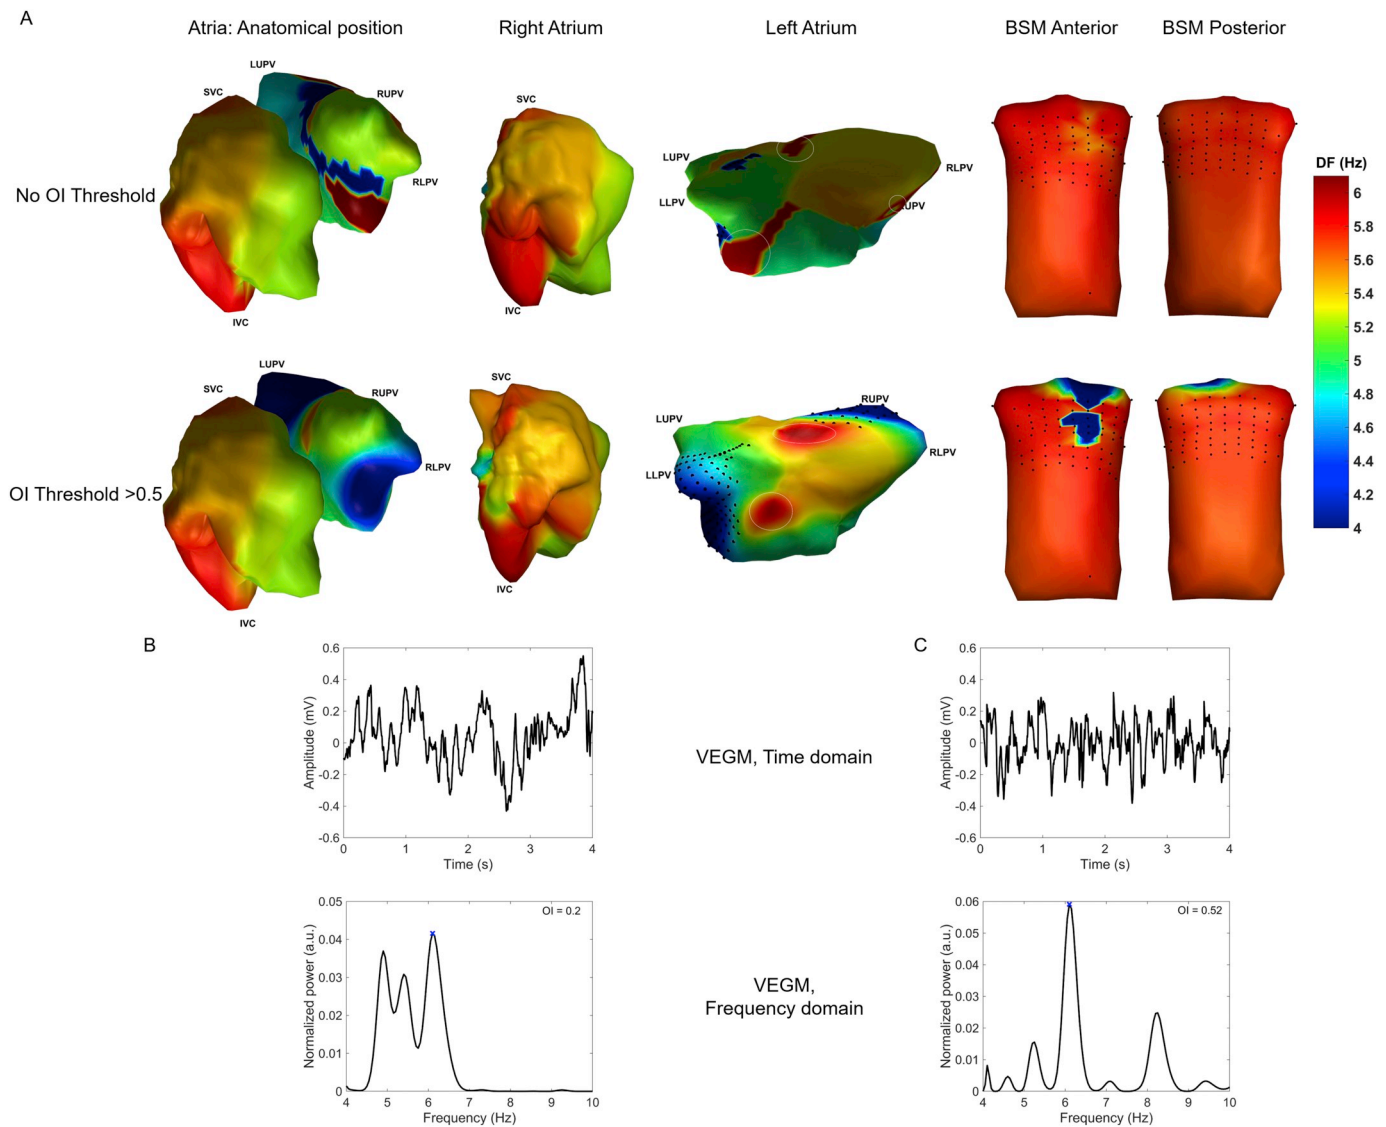 A
Atria: Anatomical position
Right Atrium
Left Atrium
BSM Anterior
BSM Posterior
No OI Threshold
LUPV
SVC
RUPV
RLPV
IVC
SVC
IVC
LUPV
LLPV
RLPV
DF (Hz)
6
5.8
5.6
5.4
5.2
5
4.8
4.6
4.4
4.2
4
OI Threshold >0.5
LUPV
SVC
RUPV
RLPV
IVC
SVC
IVC
LUPV
LLPV
RUPV
RLPV
B
0.6
0.4
0.2
0
-0.2
-0.4
-0.6
Amplitude (mV)
0 1 2 3 4
Time (s)
VEGM, Time domain
C
0.6
0.4
0.2
0
-0.2
-0.4
-0.6
Amplitude (mV)
0 1 2 3 4
Time (s)
0.05
0.04
0.03
0.02
0.01
0
Normalized power (a.u.)
OI = 0.2
4 5 6 7 8 9 10
Frequency (Hz)
VEGM,
Frequency domain
0.06
0.05
0.04
0.03
0.02
0.01
0
Normalized power (a.u.)
OI = 0.52
4 5 6 7 8 9 10
Frequency (Hz)